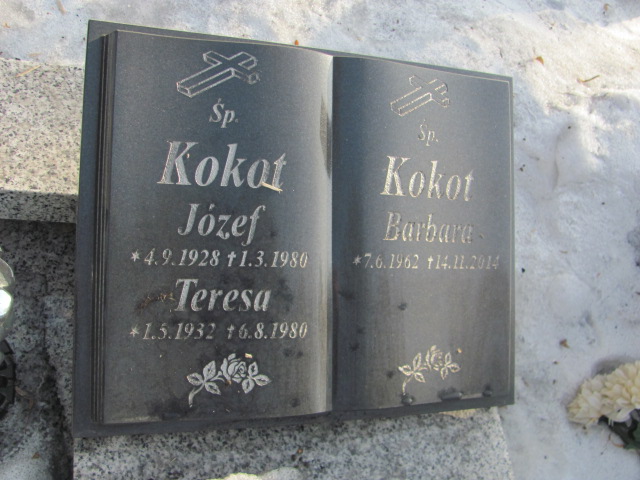 Śp.
Kokot
Józef
*4.9.1928 †1.3.1980
Teresa
*1.5.1932 †6.8.1980
Śp.
Kokot
Barbara
*7.6.1962 †14.11.2014